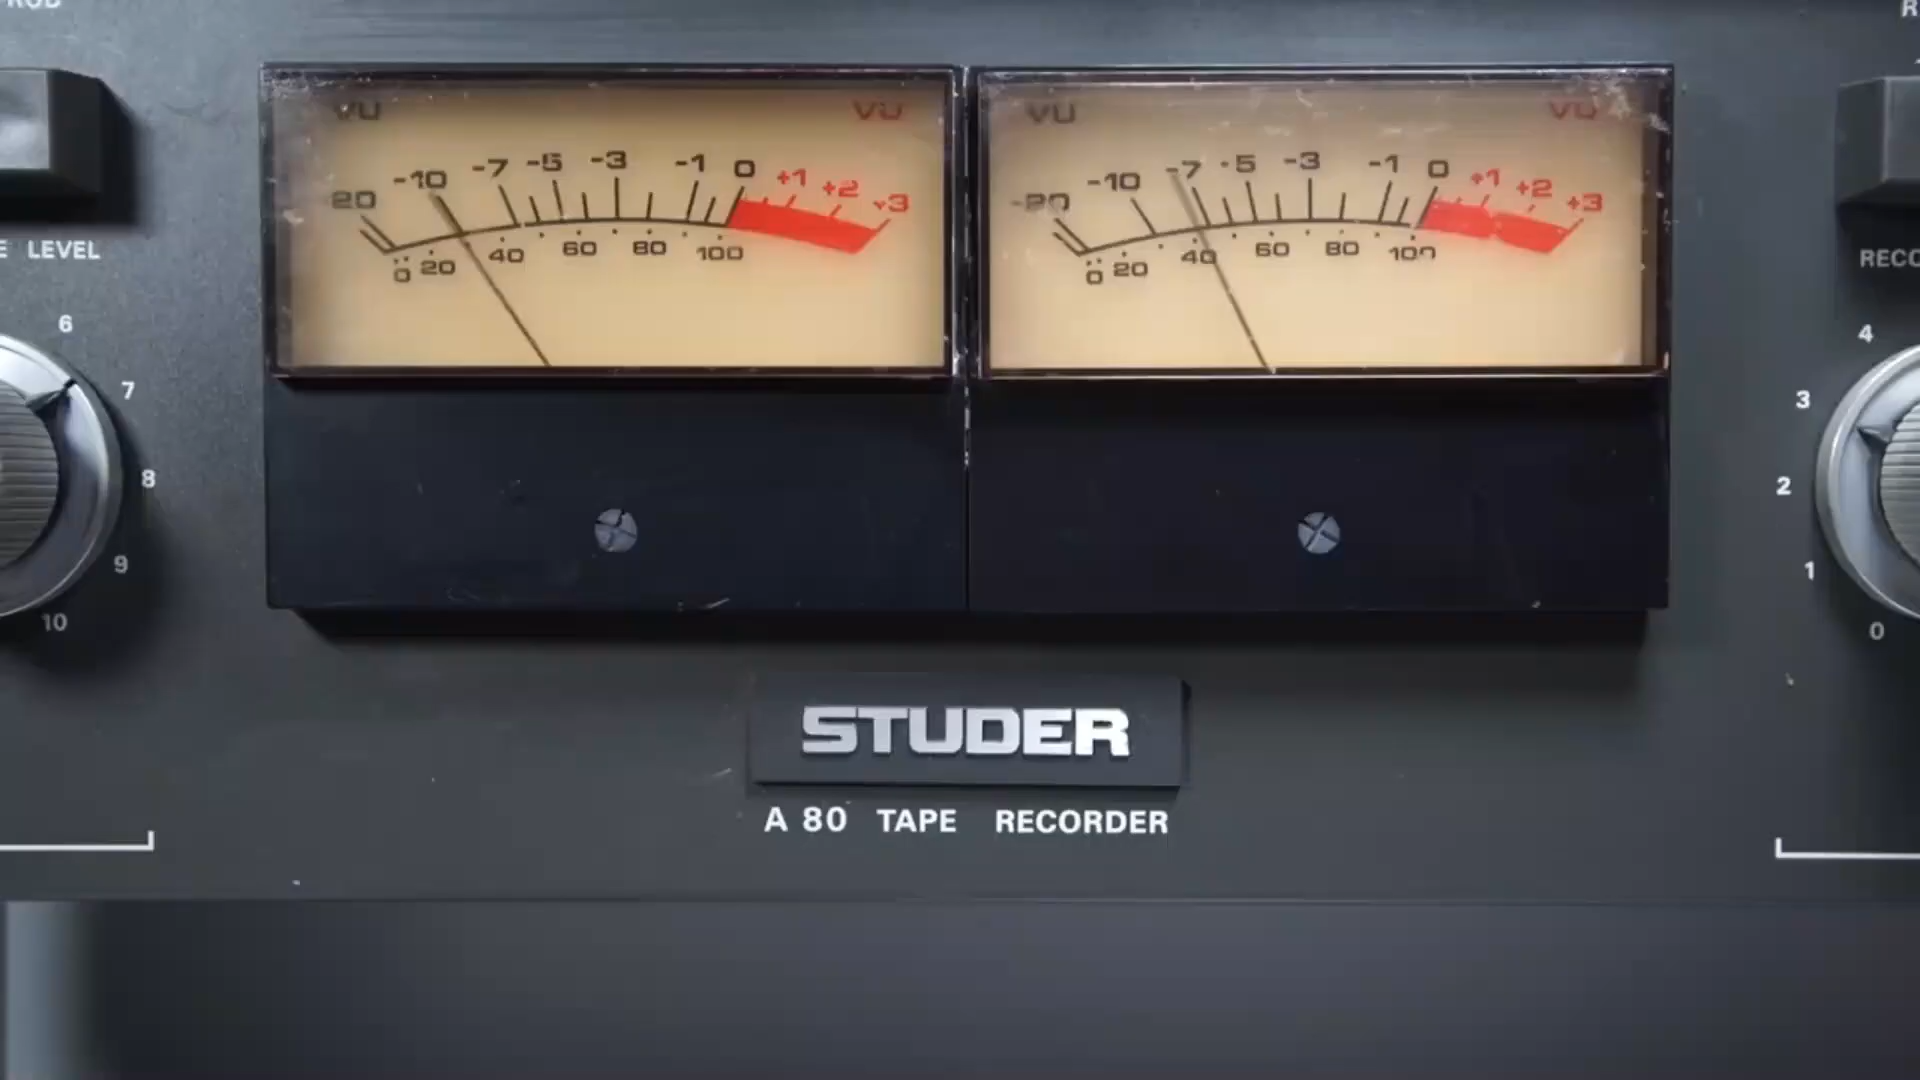 VU VU
-20 -10 -7 -5 -3 -1 0 +1 +2 +3
0 20 40 60 80 100
VU VU
-20 -10 -7 -5 -3 -1 0 +1 +2 +3
0 20 40 60 80 100
LEVEL
6
7
8
9
10
4
3
2
1
0
STUDER
A 80 TAPE RECORDER